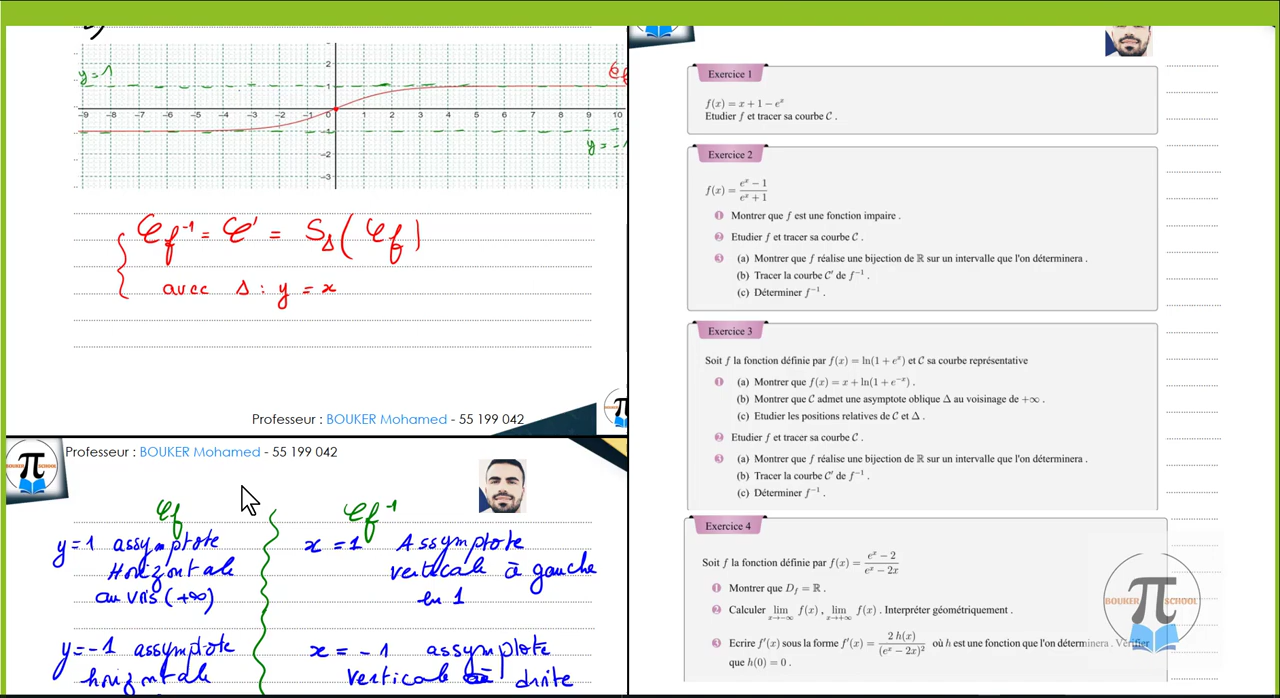 y=1
2
1
-9 -8 -7 -6 -5 -4 -3 -2 -1 0 1 2 3 4 5 6 7 8 9 10
-1
y=-1
-2
-3
𝒞f⁻¹ = 𝒞' = S_Δ(𝒞f)
avec Δ : y = x
Professeur : BOUKER Mohamed - 55 199 042
Professeur : BOUKER Mohamed - 55 199 042
BOUKER SCHOOL
𝒞f
y=1 assymptote
Horizontale
au vois (+∞)
y=-1 assymptote
horizontale
𝒞f⁻¹
x=1 Assymptote
verticale à gauche
en 1
x=-1 assymptote
verticale à droite
Exercice 1
f(x) = x + 1 − eˣ
Etudier f et tracer sa courbe C .
Exercice 2
f(x) = (eˣ − 1)/(eˣ + 1)
1 Montrer que f est une fonction impaire .
2 Etudier f et tracer sa courbe C .
3 (a) Montrer que f réalise une bijection de ℝ sur un intervalle que l'on déterminera .
(b) Tracer la courbe C' de f⁻¹ .
(c) Déterminer f⁻¹ .
Exercice 3
Soit f la fonction définie par f(x) = ln(1 + eˣ) et C sa courbe représentative
1 (a) Montrer que f(x) = x + ln(1 + e⁻ˣ) .
(b) Montrer que C admet une asymptote oblique Δ au voisinage de +∞ .
(c) Etudier les positions relatives de C et Δ .
2 Etudier f et tracer sa courbe C .
3 (a) Montrer que f réalise une bijection de ℝ sur un intervalle que l'on déterminera .
(b) Tracer la courbe C' de f⁻¹ .
(c) Déterminer f⁻¹ .
Exercice 4
Soit f la fonction définie par f(x) = (eˣ − 2)/(eˣ − 2x)
1 Montrer que D_f = ℝ .
2 Calculer lim x→−∞ f(x) , lim x→+∞ f(x) . Interpréter géométriquement .
3 Ecrire f'(x) sous la forme f'(x) = 2 h(x)/(eˣ − 2x)² où h est une fonction que l'on déterminera . Vérifier
que h(0) = 0 .
BOUKER SCHOOL